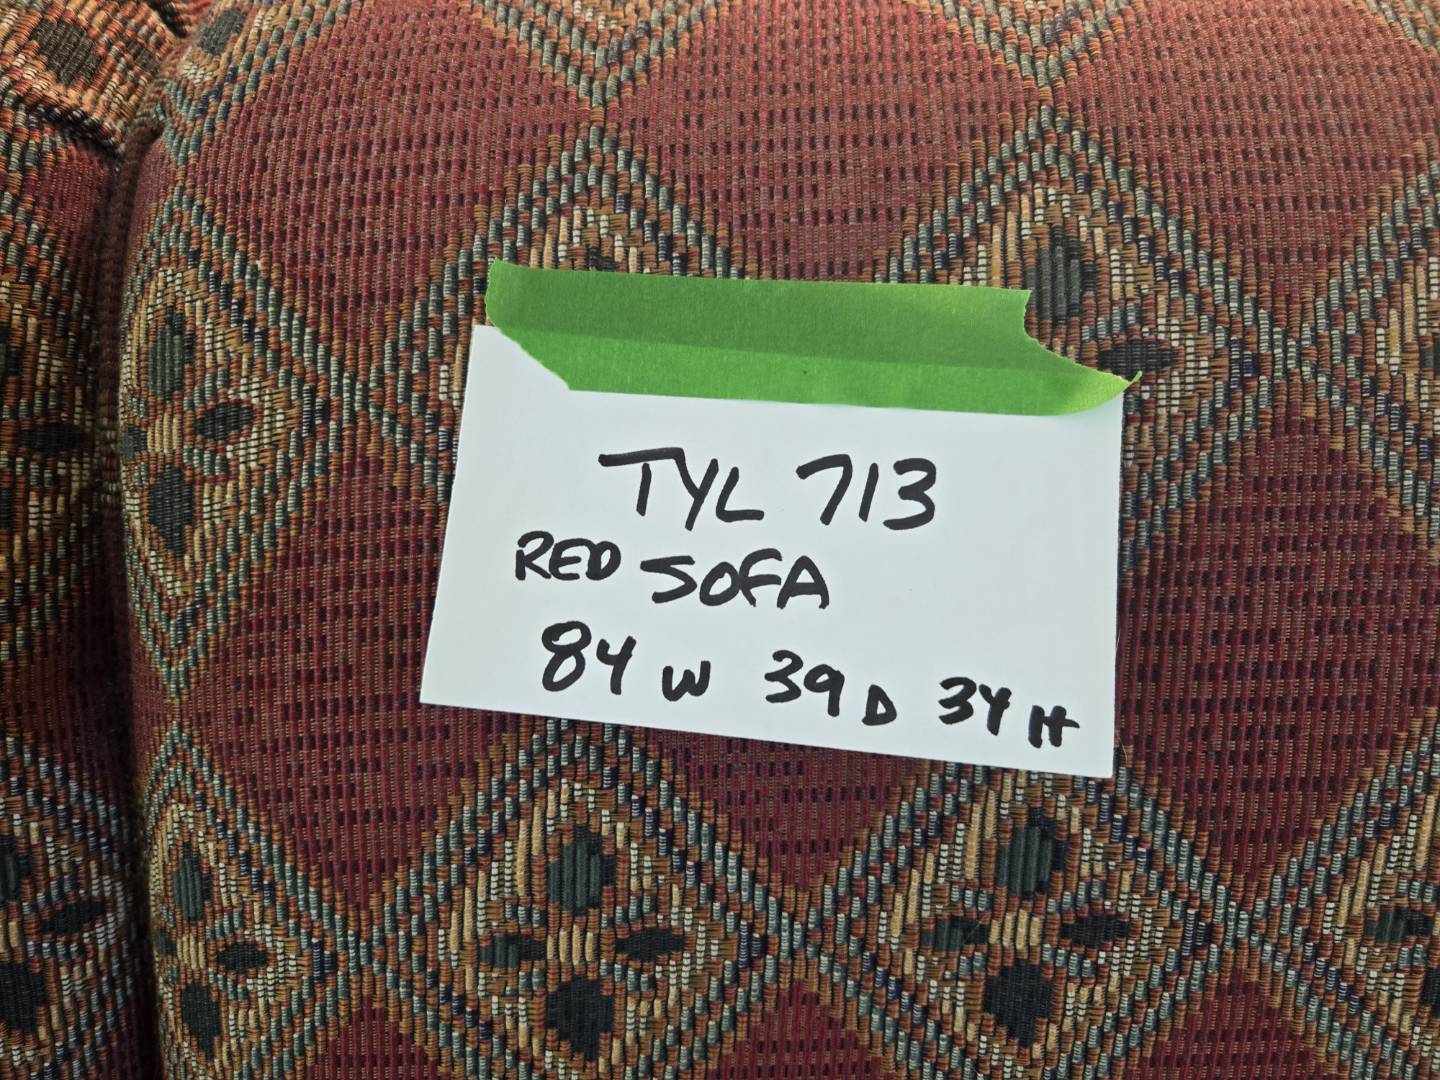 TYL 713
RED SOFA
84 W 39 D 34 H